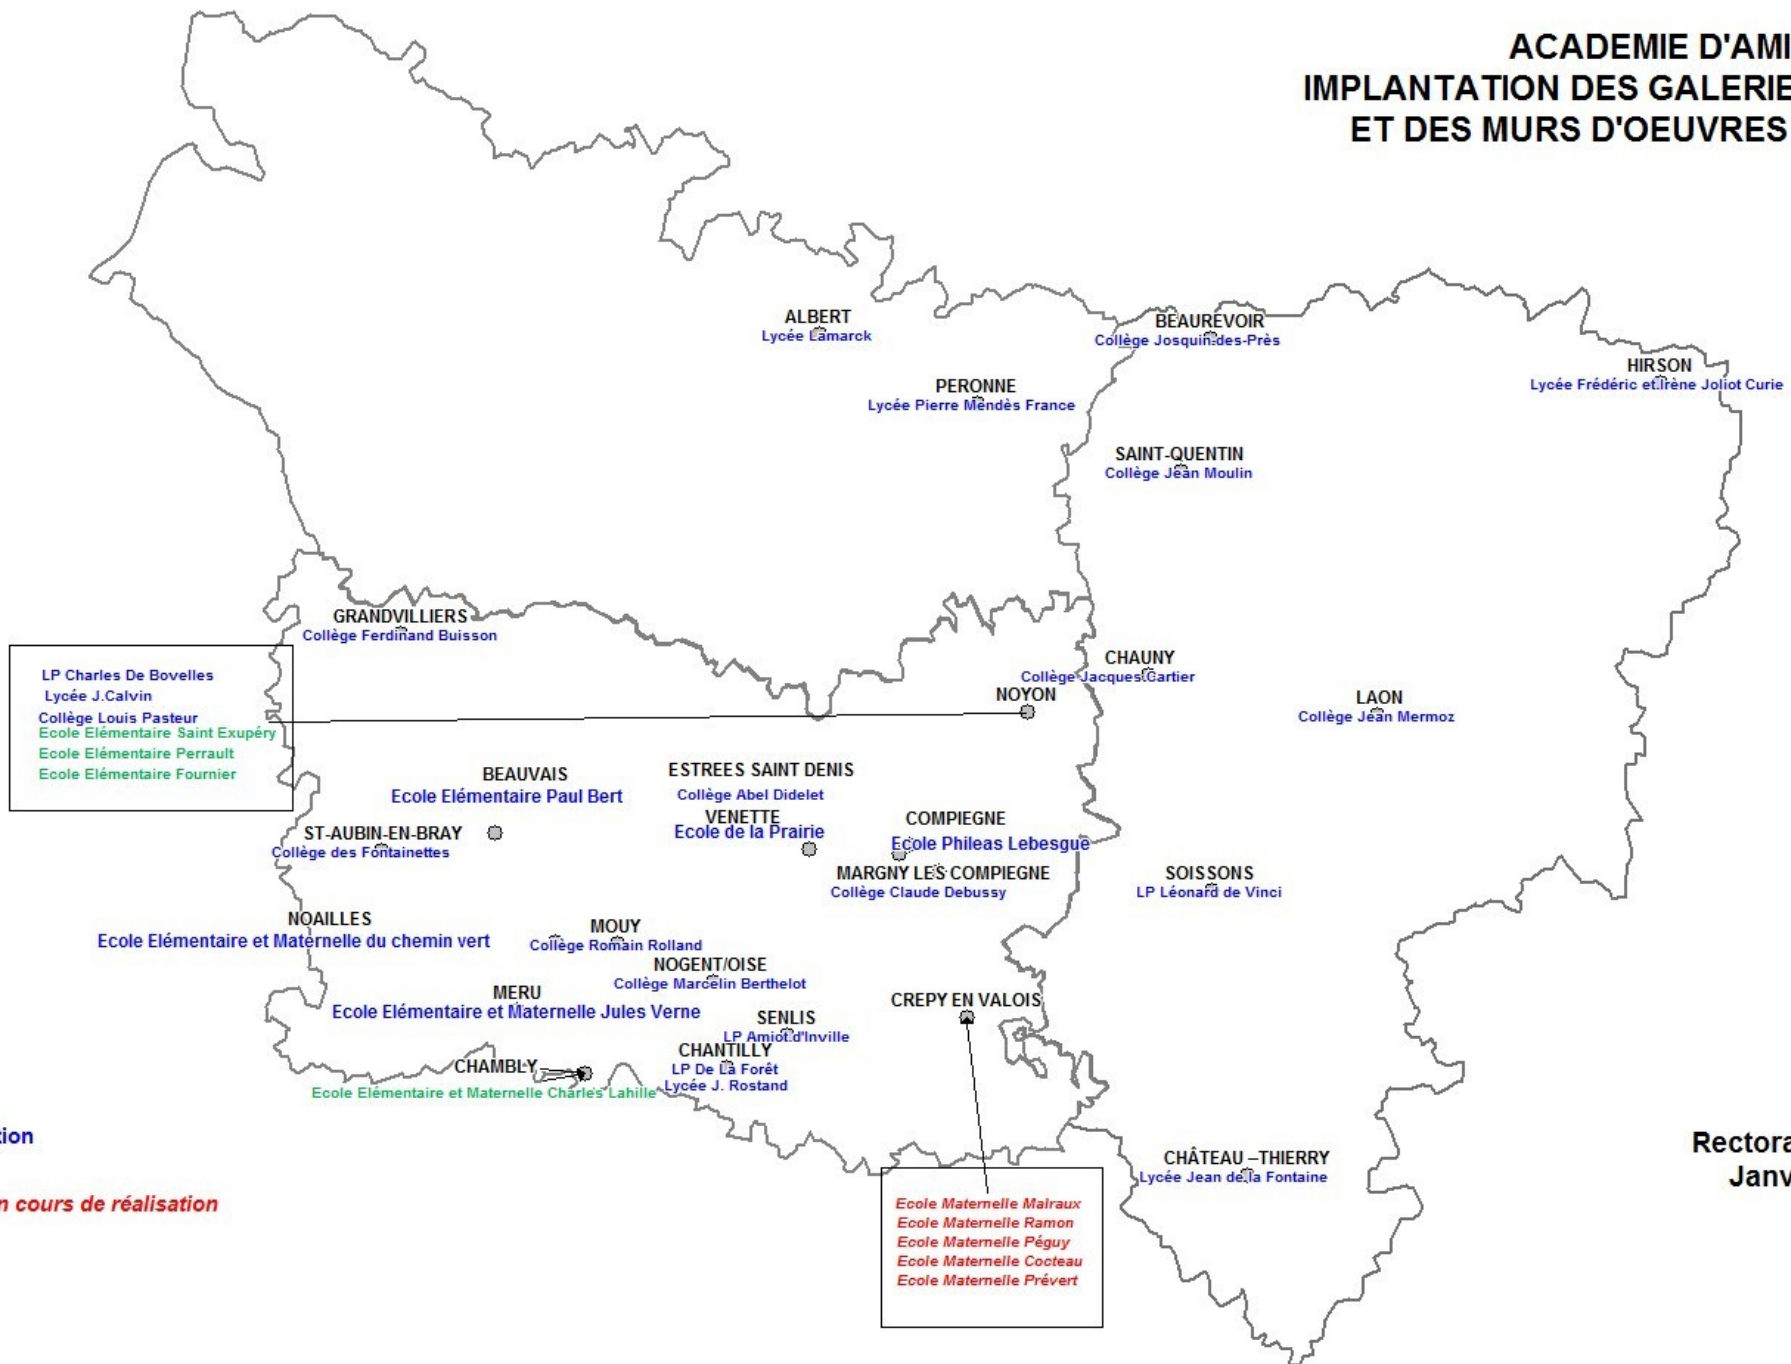 ACADEMIE D'AMI
IMPLANTATION DES GALERIE
ET DES MURS D'OEUVRES
ALBERT
Lycée Lamarck
BEAUREVOIR
Collège Josquin-des-Près
HIRSON
Lycée Frédéric et Irène Joliot Curie
PERONNE
Lycée Pierre Mendès France
SAINT-QUENTIN
Collège Jean Moulin
GRANDVILLIERS
Collège Ferdinand Buisson
LP Charles De Bovelles
Lycée J.Calvin
Collège Louis Pasteur
Ecole Elémentaire Saint Exupéry
Ecole Elémentaire Perrault
Ecole Elémentaire Fournier
CHAUNY
Collège Jacques Cartier
NOYON
LAON
Collège Jean Mermoz
BEAUVAIS
Ecole Elémentaire Paul Bert
ESTREES SAINT DENIS
Collège Abel Didelet
VENETTE
Ecole de la Prairie
COMPIEGNE
Ecole Phileas Lebesgue
ST-AUBIN-EN-BRAY
Collège des Fontainettes
MARGNY LES COMPIEGNE
Collège Claude Debussy
SOISSONS
LP Léonard de Vinci
NOAILLES
Ecole Elémentaire et Maternelle du chemin vert
MOUY
Collège Romain Rolland
NOGENT/OISE
Collège Marcelin Berthelot
MERU
Ecole Elémentaire et Maternelle Jules Verne
CREPY EN VALOIS
SENLIS
LP Amiot d'Inville
CHANTILLY
LP De La Forêt
Lycée J. Rostand
CHAMBLY
Ecole Elémentaire et Maternelle Charles Lahille
tion
n cours de réalisation
CHÂTEAU –THIERRY
Lycée Jean de la Fontaine
Rectora
Janv
Ecole Maternelle Malraux
Ecole Maternelle Ramon
Ecole Maternelle Péguy
Ecole Maternelle Cocteau
Ecole Maternelle Prévert